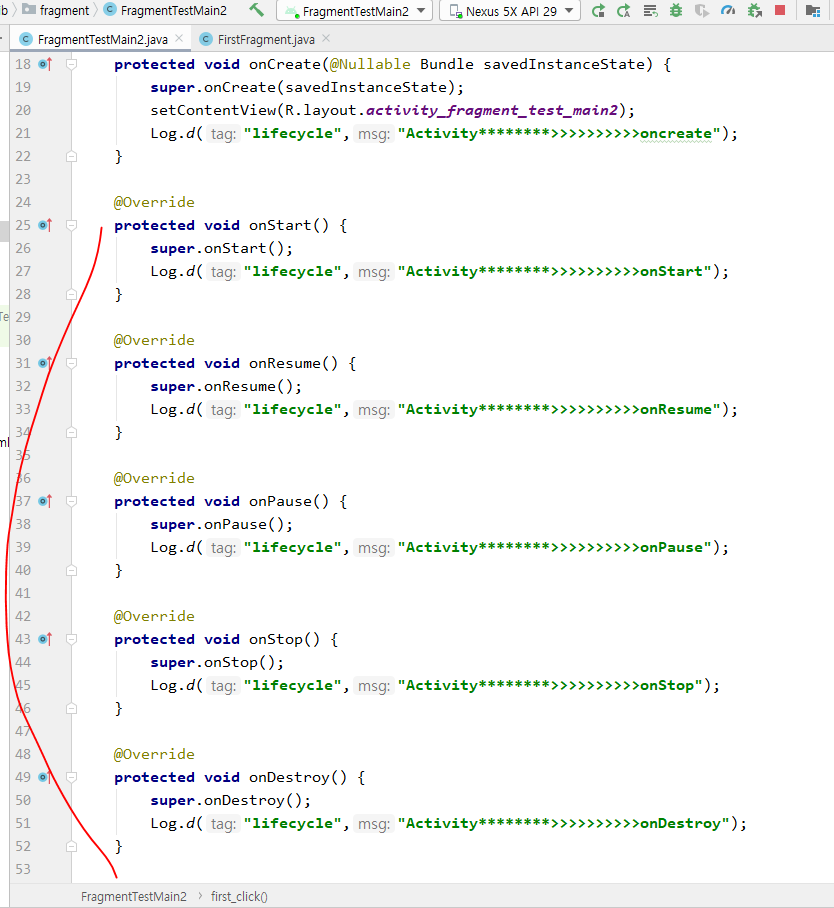 lb fragment FragmentTestMain2 FragmentTestMain2 Nexus 5X API 29
FragmentTestMain2.java FirstFragment.java
18 protected void onCreate(@Nullable Bundle savedInstanceState) {
19 super.onCreate(savedInstanceState);
20 setContentView(R.layout.activity_fragment_test_main2);
21 Log.d( tag: "lifecycle", msg: "Activity********>>>>>>>>>>oncreate");
22 }
23
24 @Override
25 protected void onStart() {
26 super.onStart();
27 Log.d( tag: "lifecycle", msg: "Activity********>>>>>>>>>>onStart");
28 }
Te 29
30 @Override
31 protected void onResume() {
32 super.onResume();
33 Log.d( tag: "lifecycle", msg: "Activity********>>>>>>>>>>onResume");
34 }
ml 35
36 @Override
37 protected void onPause() {
38 super.onPause();
39 Log.d( tag: "lifecycle", msg: "Activity********>>>>>>>>>>onPause");
40 }
41
42 @Override
43 protected void onStop() {
44 super.onStop();
45 Log.d( tag: "lifecycle", msg: "Activity********>>>>>>>>>>onStop");
46 }
47
48 @Override
49 protected void onDestroy() {
50 super.onDestroy();
51 Log.d( tag: "lifecycle", msg: "Activity********>>>>>>>>>>onDestroy");
52 }
53
FragmentTestMain2 › first_click()